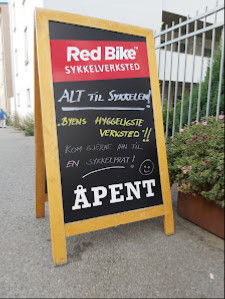 Red Bike
SYKKELVERKSTED
ALT TIL SYKKELEN!
.BYENS HYGGELIGSTE
VERKSTED!!
KOM GJERNE INN TIL
EN SYKKELPRAT!
ÅPENT